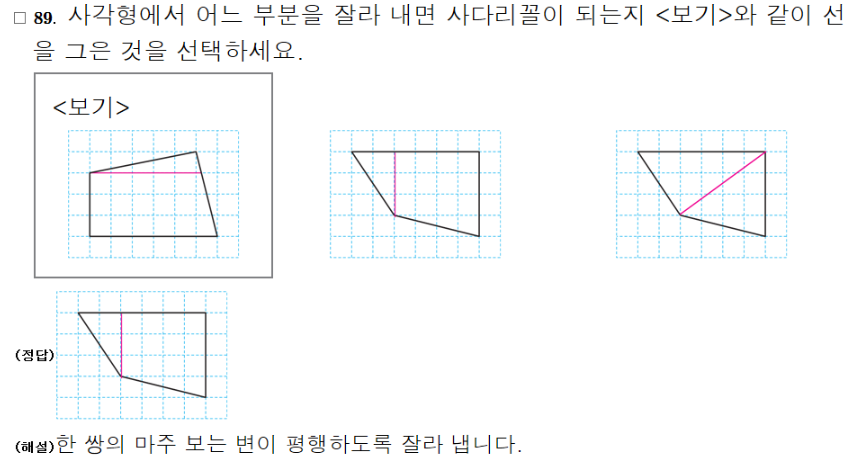 □ 89. 사각형에서 어느 부분을 잘라 내면 사다리꼴이 되는지 <보기>와 같이 선
을 그은 것을 선택하세요.
<보기>
(정답)
(해설)한 쌍의 마주 보는 변이 평행하도록 잘라 냅니다.